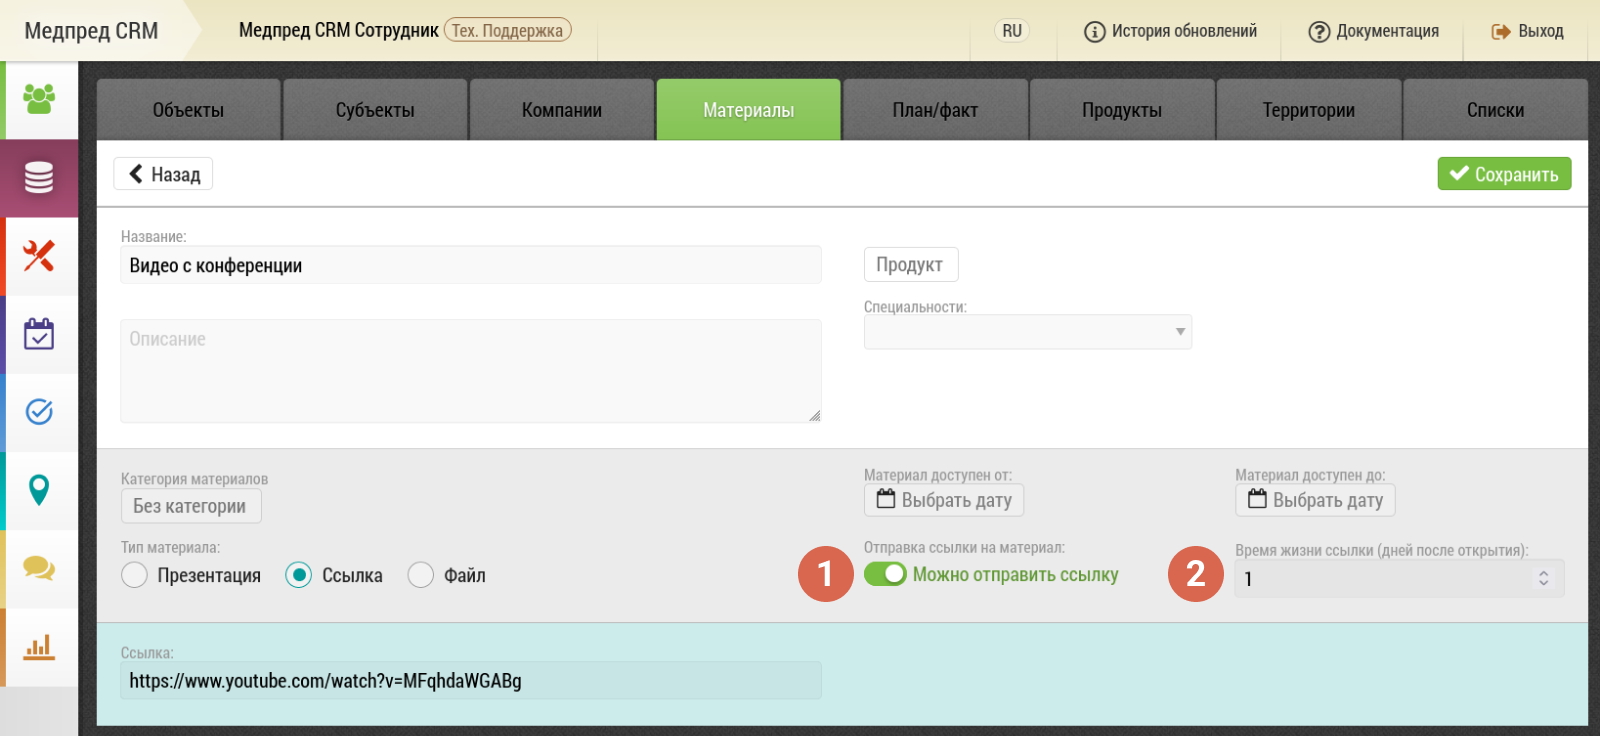 Медпред CRM
Медпред CRM Сотрудник Тех. Поддержка
RU
История обновлений
Документация
Выход
Объекты
Субъекты
Компании
Материалы
План/факт
Продукты
Территории
Списки
Назад
Сохранить
Название:
Видео с конференции
Продукт
Специальности:
Описание
Категория материалов
Без категории
Материал доступен от:
Выбрать дату
Материал доступен до:
Выбрать дату
Тип материала:
Презентация
Ссылка
Файл
1
Отправка ссылки на материал:
Можно отправить ссылку
2
Время жизни ссылки (дней после открытия):
1
Ссылка:
https://www.youtube.com/watch?v=MFqhdaWGABg